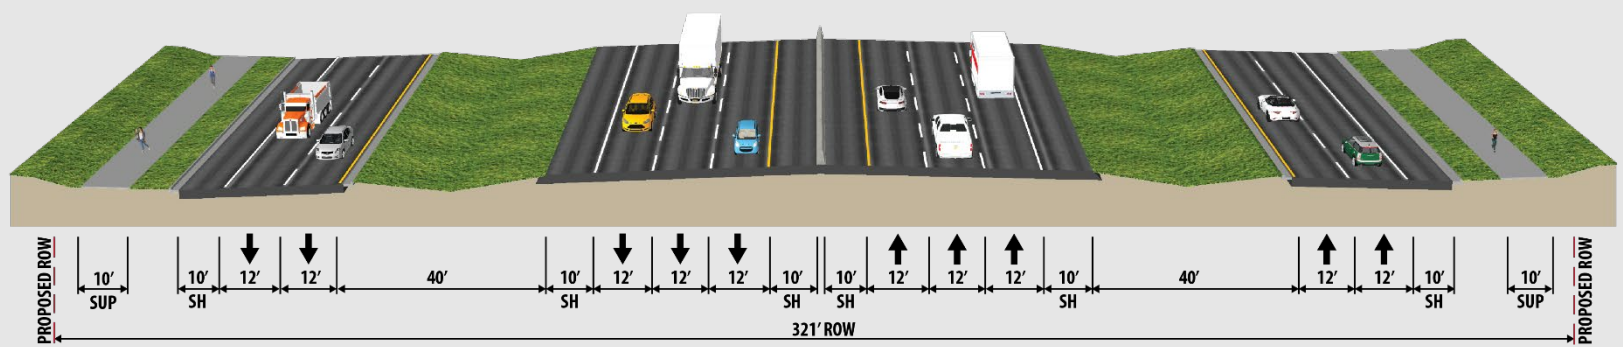 PROPOSED ROW
10′ 10′ 12′ 12′ 40′ 10′ 12′ 12′ 12′ 10′ 10′ 12′ 12′ 12′ 10′ 40′ 12′ 12′ 10′ 10′
SUP SH SH SH SH SH SH SUP
321′ ROW
PROPOSED ROW